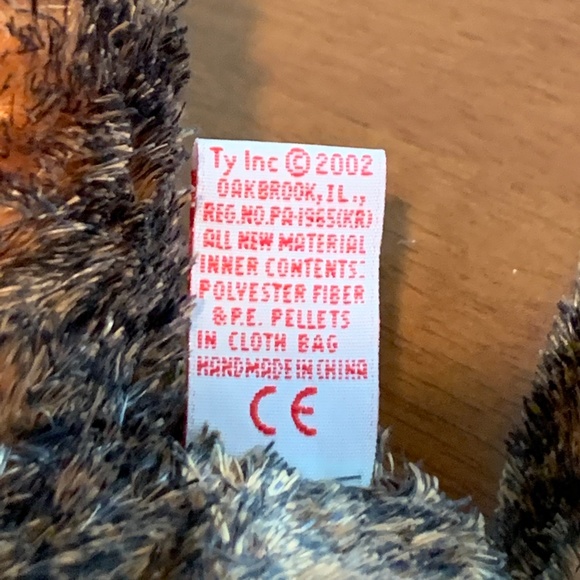 Ty Inc © 2002
OAKBROOK, IL.,
REG.NO.PA-1965(KR)
ALL NEW MATERIAL
INNER CONTENTS:
POLYESTER FIBER
& P.E. PELLETS
IN CLOTH BAG
HANDMADE IN CHINA
CE